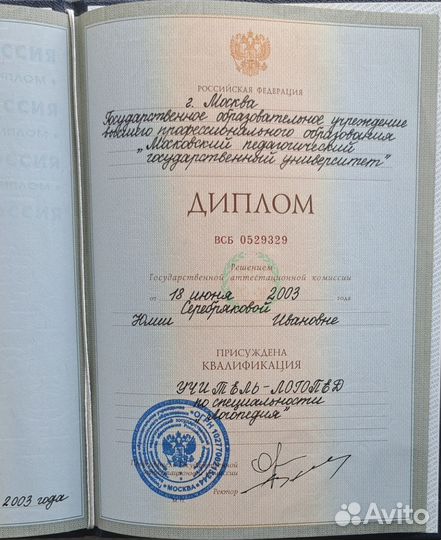 РОССИЙСКАЯ ФЕДЕРАЦИЯ
г. Москва
Государственное образовательное учреждение
высшего профессионального образования
„Московский педагогический
государственный университет"
ДИПЛОМ
ВСБ 0529329
Решением
Государственной аттестационной комиссии
от 18 июня 2003 года
Серебряковой
Юлии Ивановне
ПРИСУЖДЕНА
КВАЛИФИКАЦИЯ
УЧИТЕЛЬ-ЛОГОПЕД
по специальности
„Логопедия"
МОСКВА
Ректор
2003 года
Avito